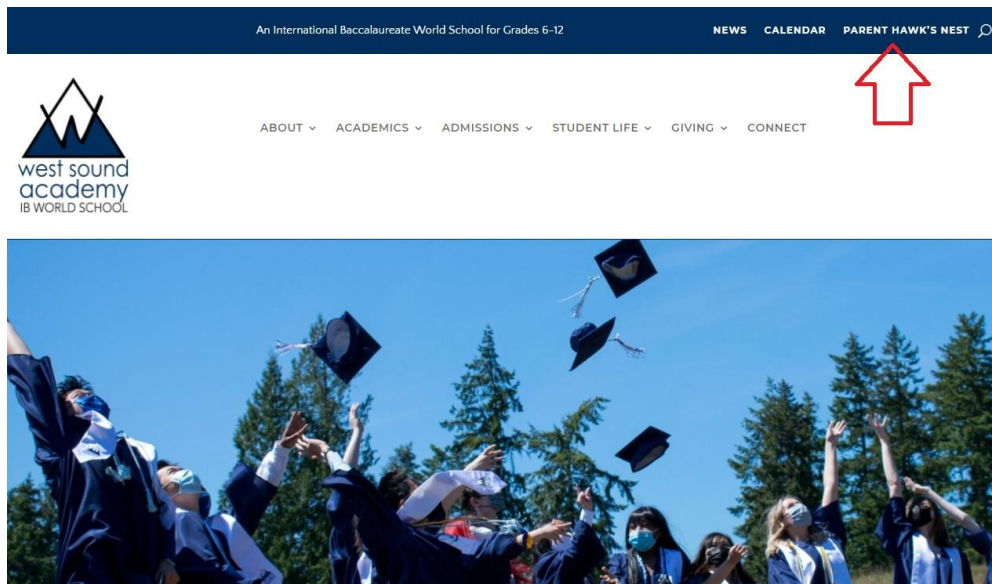 An International Baccalaureate World School for Grades 6-12
NEWS CALENDAR PARENT HAWK'S NEST
ABOUT ACADEMICS ADMISSIONS STUDENT LIFE GIVING CONNECT
west sound
academy
IB WORLD SCHOOL